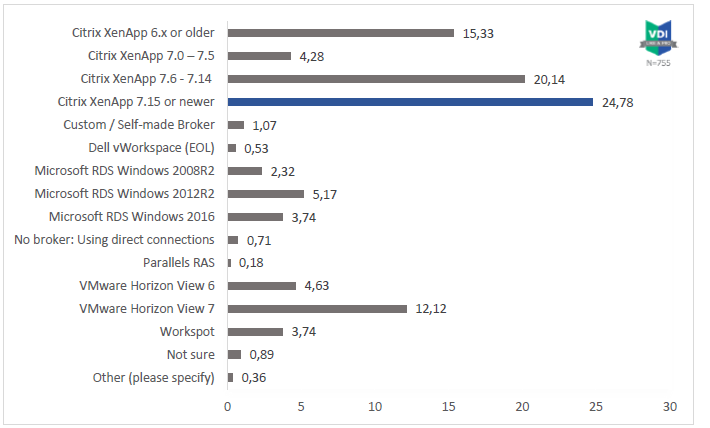 Citrix XenApp 6.x or older 15,33
Citrix XenApp 7.0 – 7.5 4,28
Citrix XenApp 7.6 - 7.14 20,14
Citrix XenApp 7.15 or newer 24,78
Custom / Self-made Broker 1,07
Dell vWorkspace (EOL) 0,53
Microsoft RDS Windows 2008R2 2,32
Microsoft RDS Windows 2012R2 5,17
Microsoft RDS Windows 2016 3,74
No broker: Using direct connections 0,71
Parallels RAS 0,18
VMware Horizon View 6 4,63
VMware Horizon View 7 12,12
Workspot 3,74
Not sure 0,89
Other (please specify) 0,36
0 5 10 15 20 25 30
VDI
LIKE A PRO
N=755